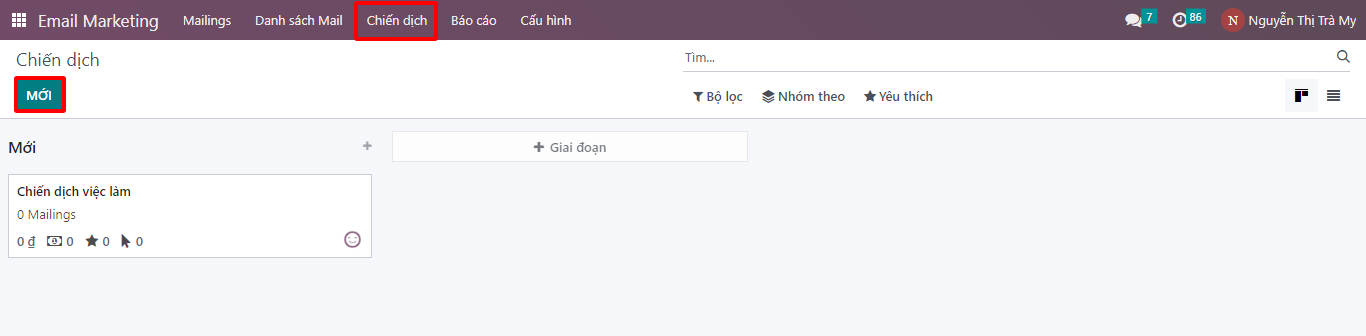 Email Marketing Mailings Danh sách Mail Chiến dịch Báo cáo Cấu hình 7 86 N Nguyễn Thị Trà My
Chiến dịch Tìm...
MỚI Bộ lọc Nhóm theo Yêu thích
Mới + + Giai đoạn
Chiến dịch việc làm
0 Mailings
0 ₫ 0 0 0